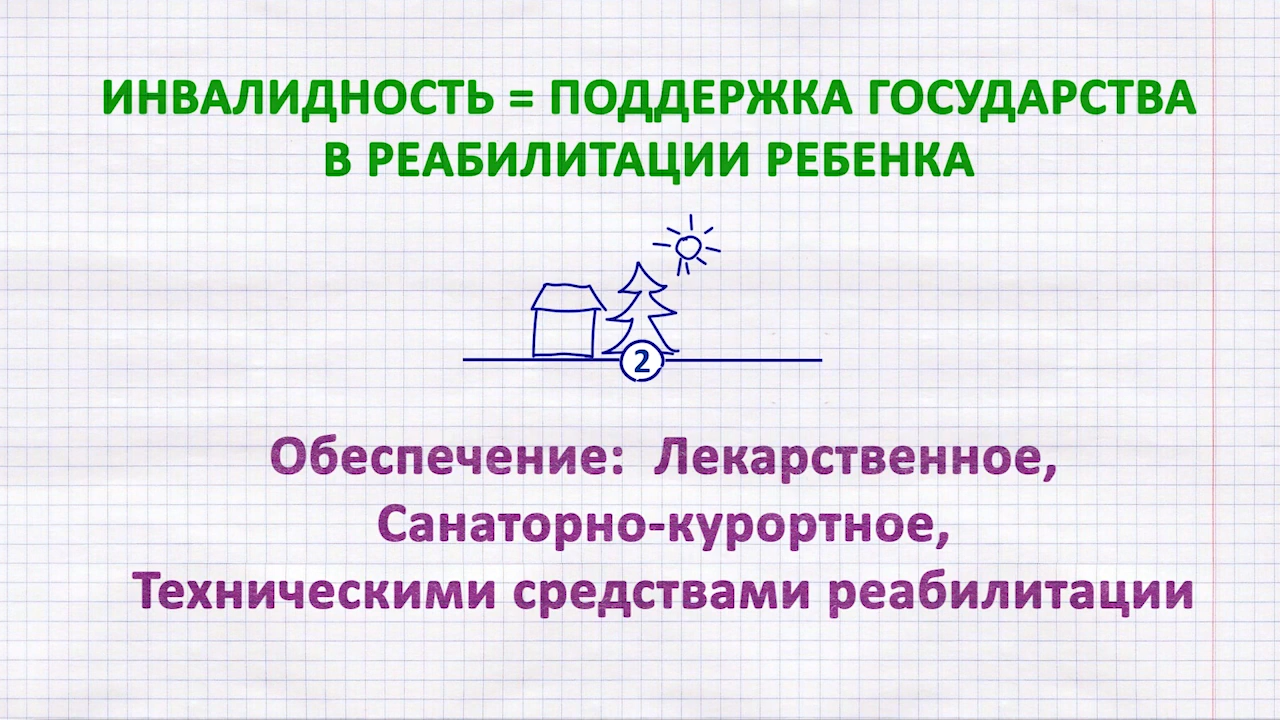 ИНВАЛИДНОСТЬ = ПОДДЕРЖКА ГОСУДАРСТВА
В РЕАБИЛИТАЦИИ РЕБЕНКА
2
Обеспечение: Лекарственное,
Санаторно-курортное,
Техническими средствами реабилитации